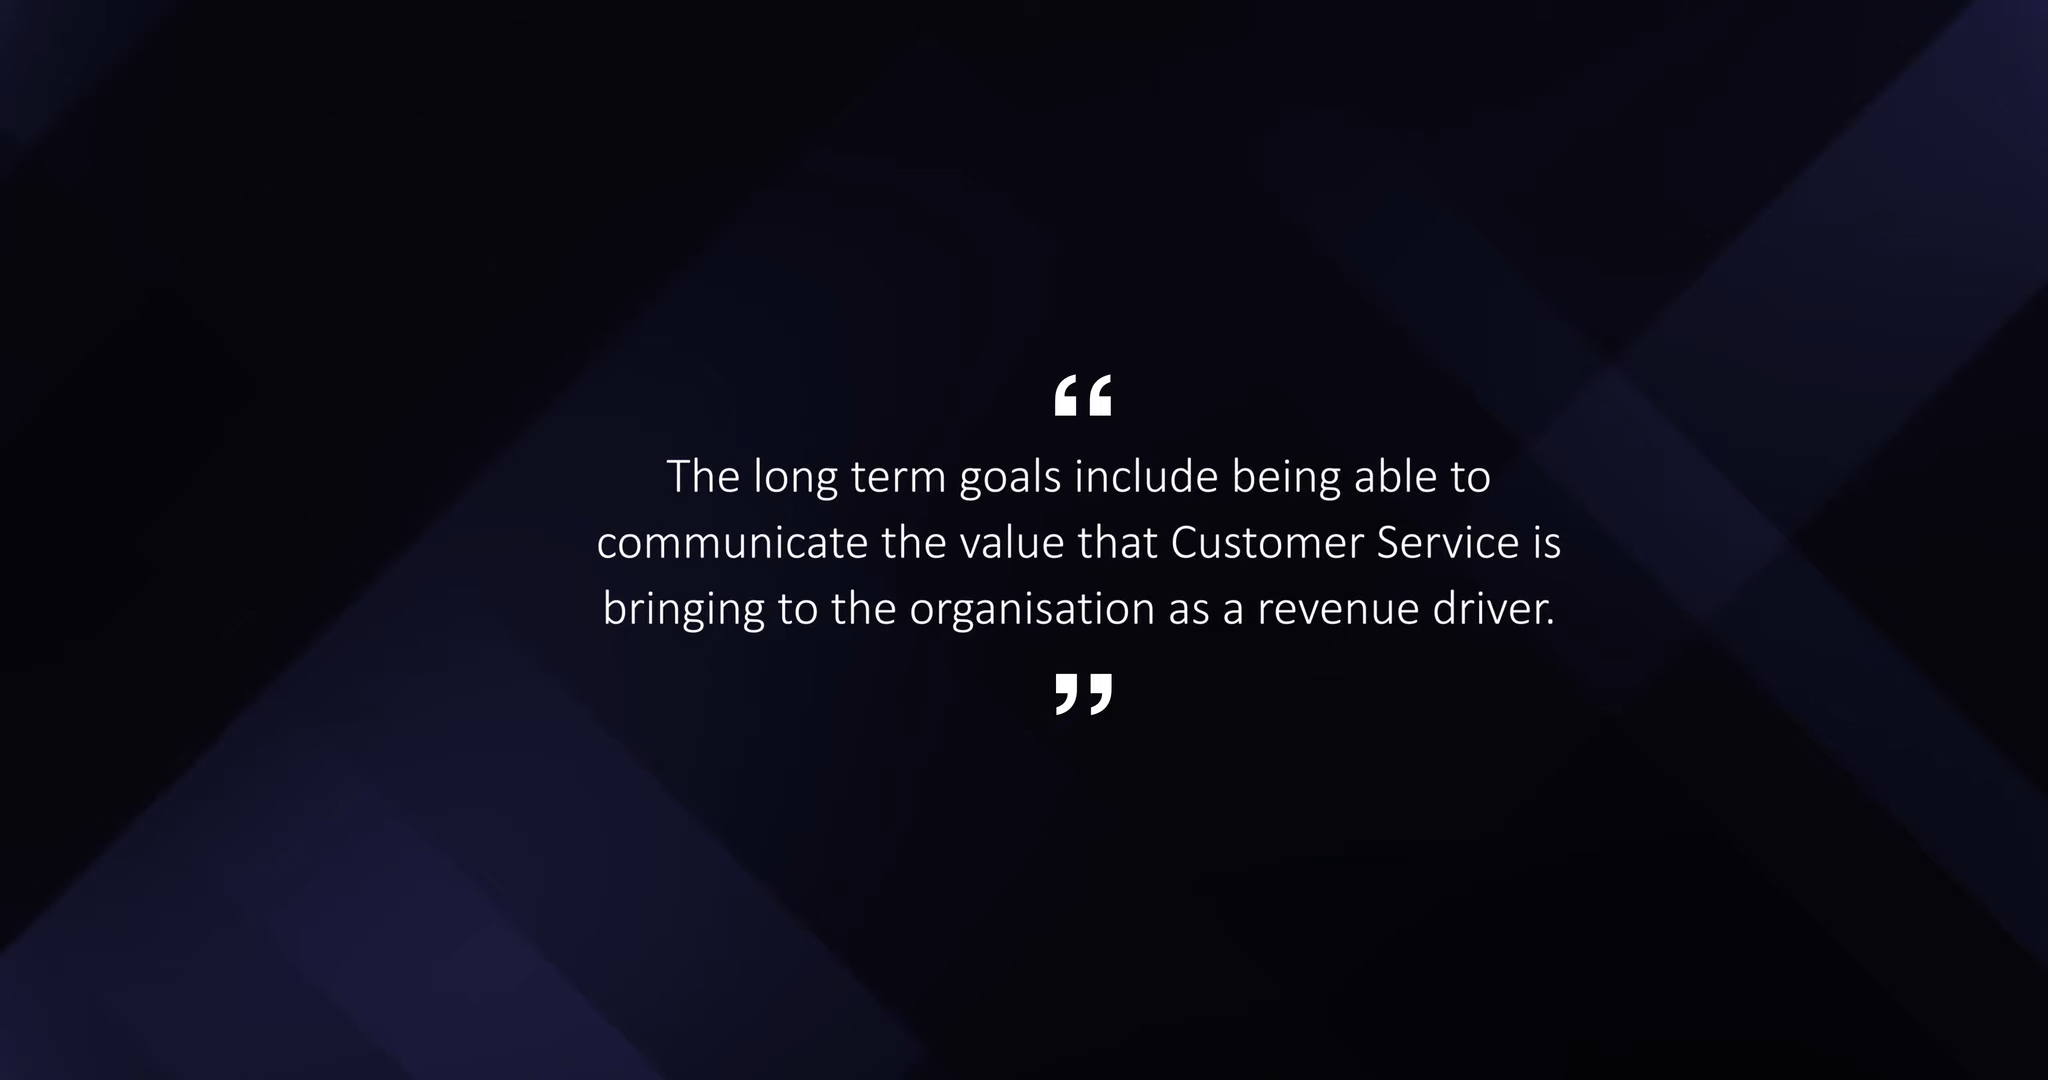 “
The long term goals include being able to
communicate the value that Customer Service is
bringing to the organisation as a revenue driver.
”